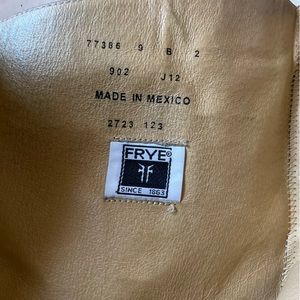 77386 9 B 2
902 J12
MADE IN MEXICO
2723 123
FRYE®
SINCE 1863